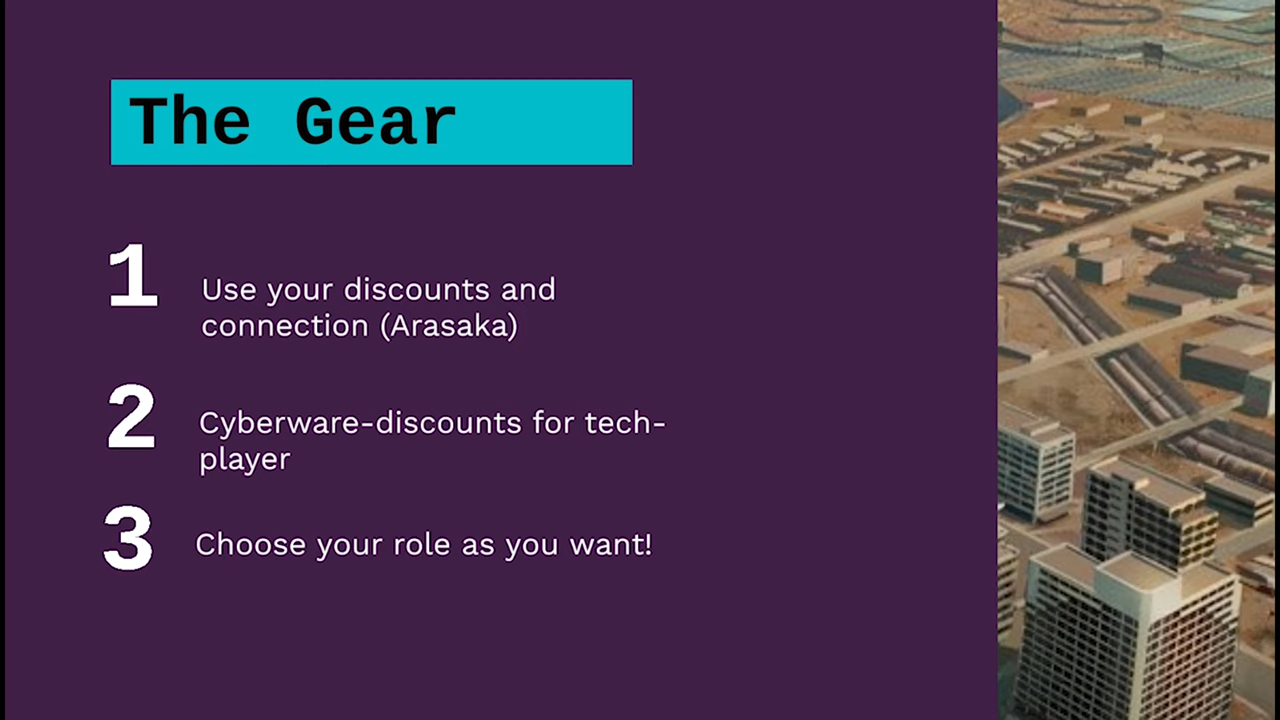 The Gear
1
Use your discounts and
connection (Arasaka)
2
Cyberware-discounts for tech-
player
3
Choose your role as you want!